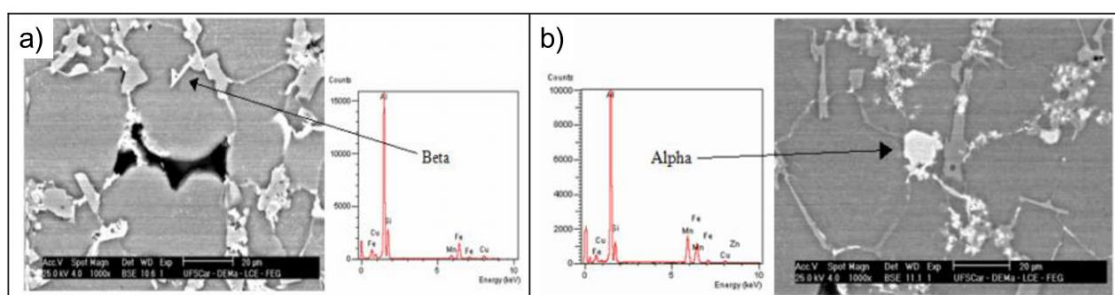 a)
Acc.V Spot Magn Det WD Exp 20 μm
25.0 kV 4.0 1000x BSE 10.6 1 UFSCar - DEMa - LCE - FEG
Counts
15000
10000
5000
0
Al
Si
Cu
Fe
Mn
Fe
Fe
Cu
0
5
10
Energy (keV)
Beta
b)
Counts
10000
8000
6000
4000
2000
0
Al
Si
Cu
Fe
Mn
Fe
Mn
Fe
Cu
Zn
0
5
10
Energy (keV)
Alpha
Acc.V Spot Magn Det WD Exp 20 μm
25.0 kV 4.0 1000x BSE 11.1 1 UFSCar - DEMa - LCE - FEG